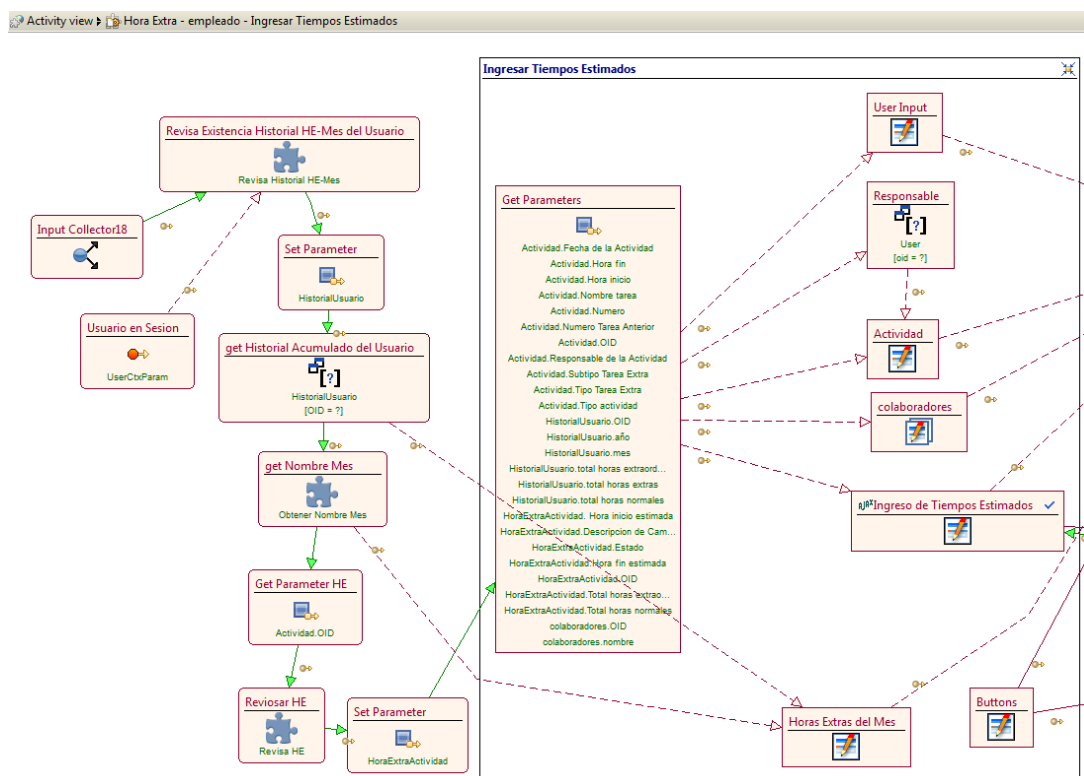 Activity view Hora Extra - empleado - Ingresar Tiempos Estimados
Ingresar Tiempos Estimados
Revisa Existencia Historial HE-Mes del Usuario
Revisa Historial HE-Mes
Input Collector18
Set Parameter
HistorialUsuario
Usuario en Sesion
UserCtxParam
get Historial Acumulado del Usuario
HistorialUsuario
[OID = ?]
get Nombre Mes
Obtener Nombre Mes
Get Parameter HE
Actividad.OID
Reviosar HE
Revisa HE
Set Parameter
HoraExtraActividad
Get Parameters
Actividad.Fecha de la Actividad
Actividad.Hora fin
Actividad.Hora inicio
Actividad.Nombre tarea
Actividad.Numero
Actividad.Numero Tarea Anterior
Actividad.OID
Actividad.Responsable de la Actividad
Actividad.Subtipo Tarea Extra
Actividad.Tipo Tarea Extra
Actividad.Tipo actividad
HistorialUsuario.OID
HistorialUsuario.año
HistorialUsuario.mes
HistorialUsuario.total horas extraord...
HistorialUsuario.total horas extras
HistorialUsuario.total horas normales
HoraExtraActividad. Hora inicio estimada
HoraExtraActividad.Descripcion de Cam...
HoraExtraActividad.Estado
HoraExtraActividad.Hora fin estimada
HoraExtraActividad.OID
HoraExtraActividad.Total horas extrao...
HoraExtraActividad.Total horas normales
colaboradores.OID
colaboradores.nombre
User Input
Responsable
[?]
User
[oid = ?]
Actividad
colaboradores
AJAX Ingreso de Tiempos Estimados
Horas Extras del Mes
Buttons